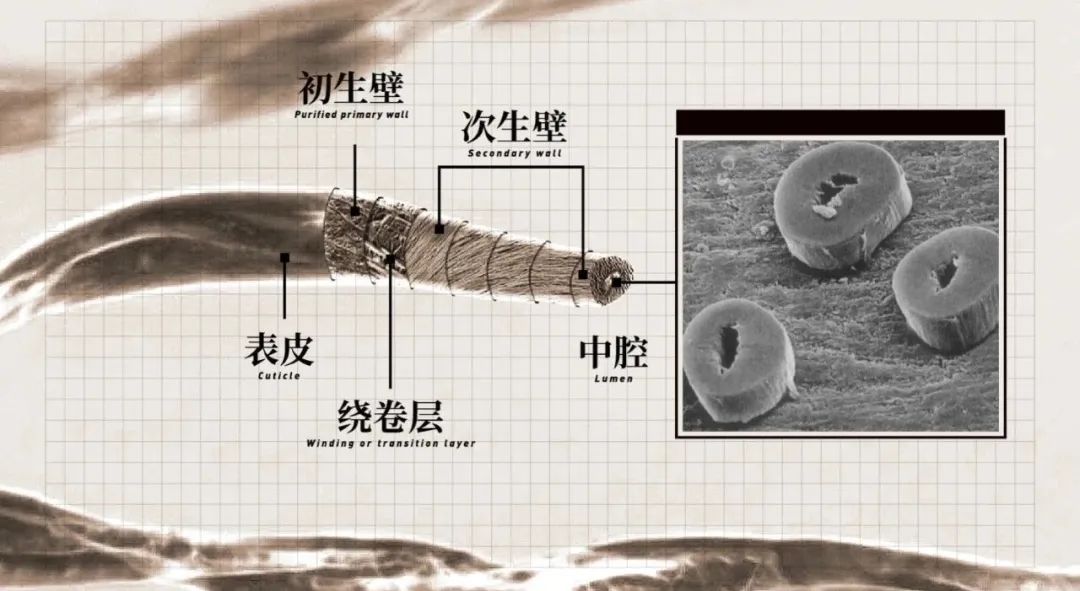 初生壁
Purified primary wall
次生壁
Secondary wall
表皮
Cuticle
中腔
Lumen
绕卷层
Winding or transition layer